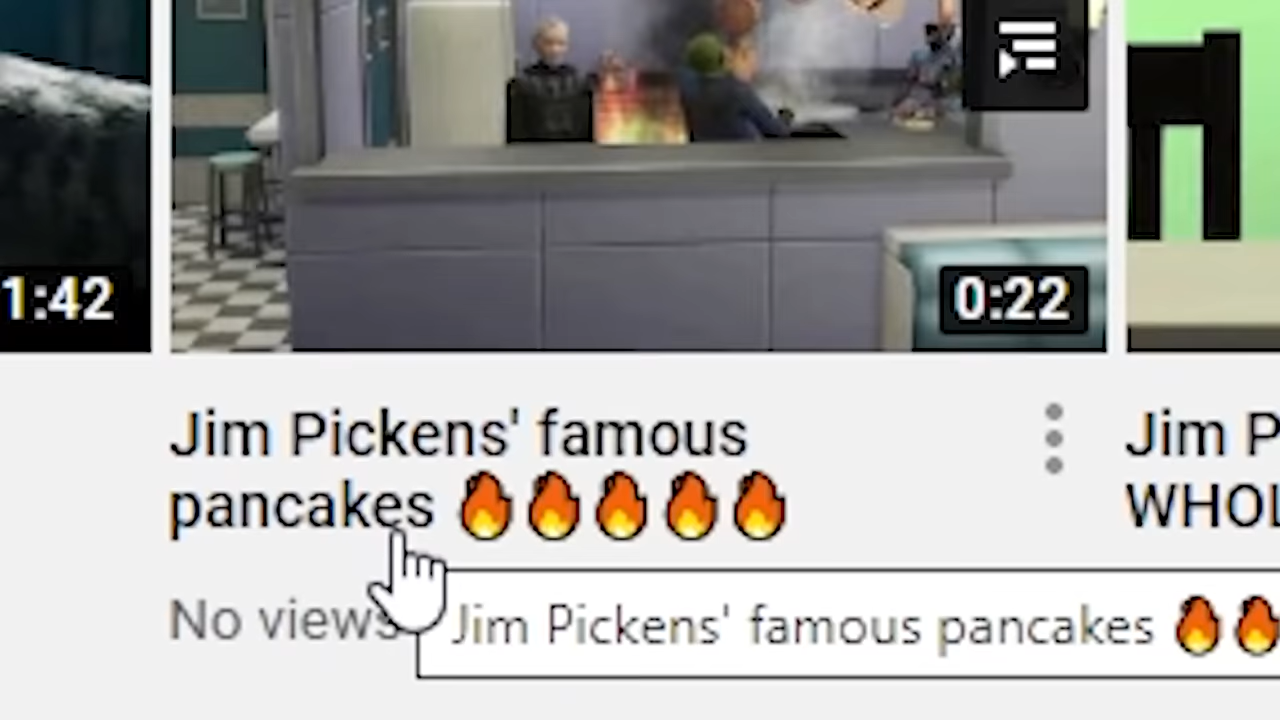 1:42
0:22
Jim Pickens' famous
pancakes 🔥🔥🔥🔥🔥
Jim P
WHOL
No views
Jim Pickens' famous pancakes 🔥🔥